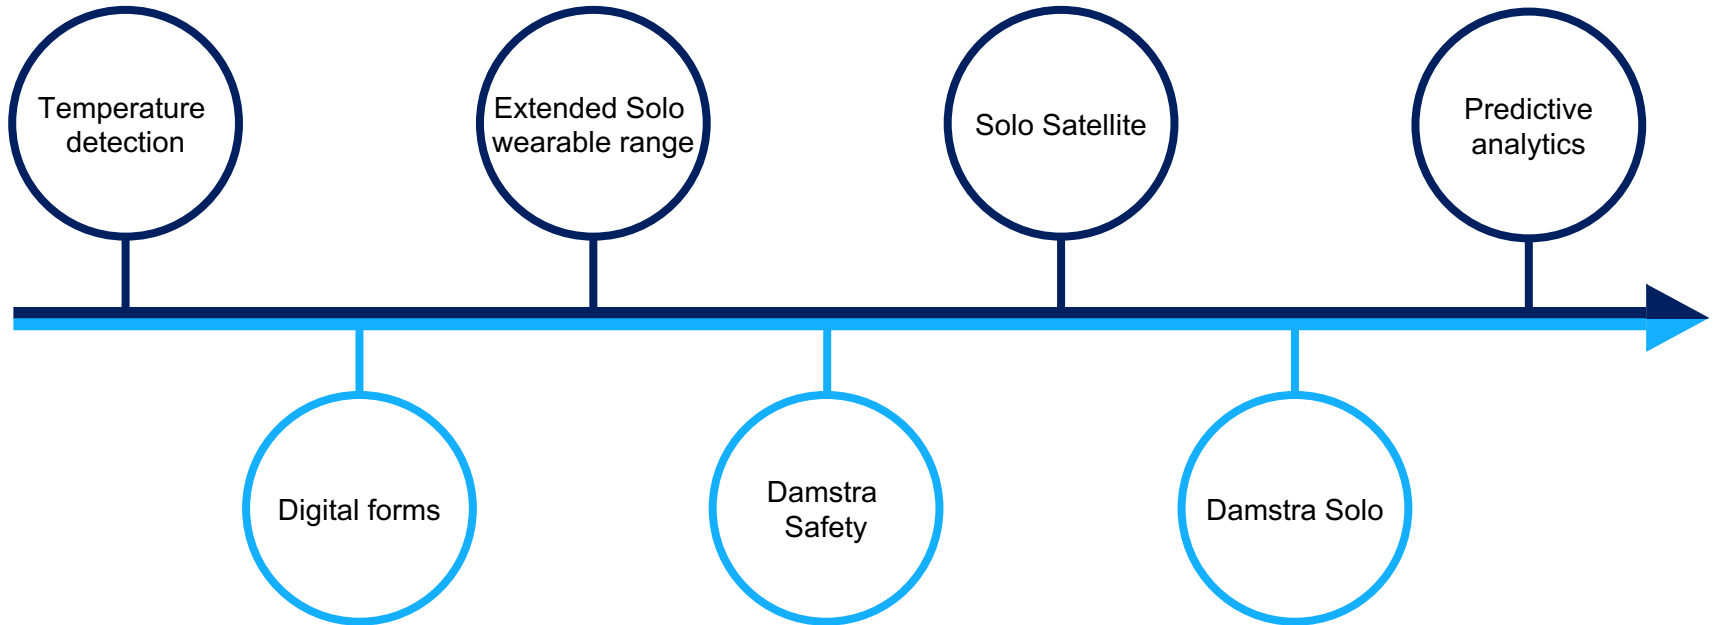 Temperature
detection
Extended Solo
wearable range
Solo Satellite
Predictive
analytics
Digital forms
Damstra
Safety
Damstra Solo